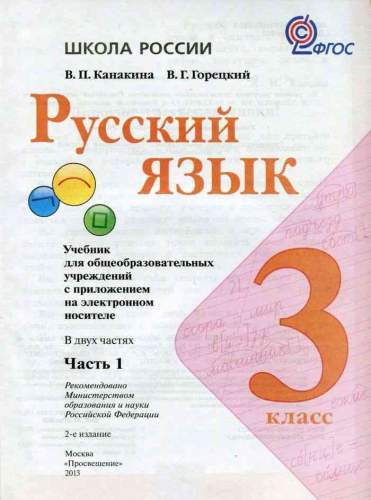 ШКОЛА РОССИИ
ФГОС
В. П. Канакина В. Г. Горецкий
Русский
ЯЗЫК
Учебник
для общеобразовательных
учреждений
с приложением
на электронном
носителе
В двух частях
Часть 1
Рекомендовано
Министерством
образования и науки
Российской Федерации
2-е издание
Москва
„Просвещение"
2013
3
класс